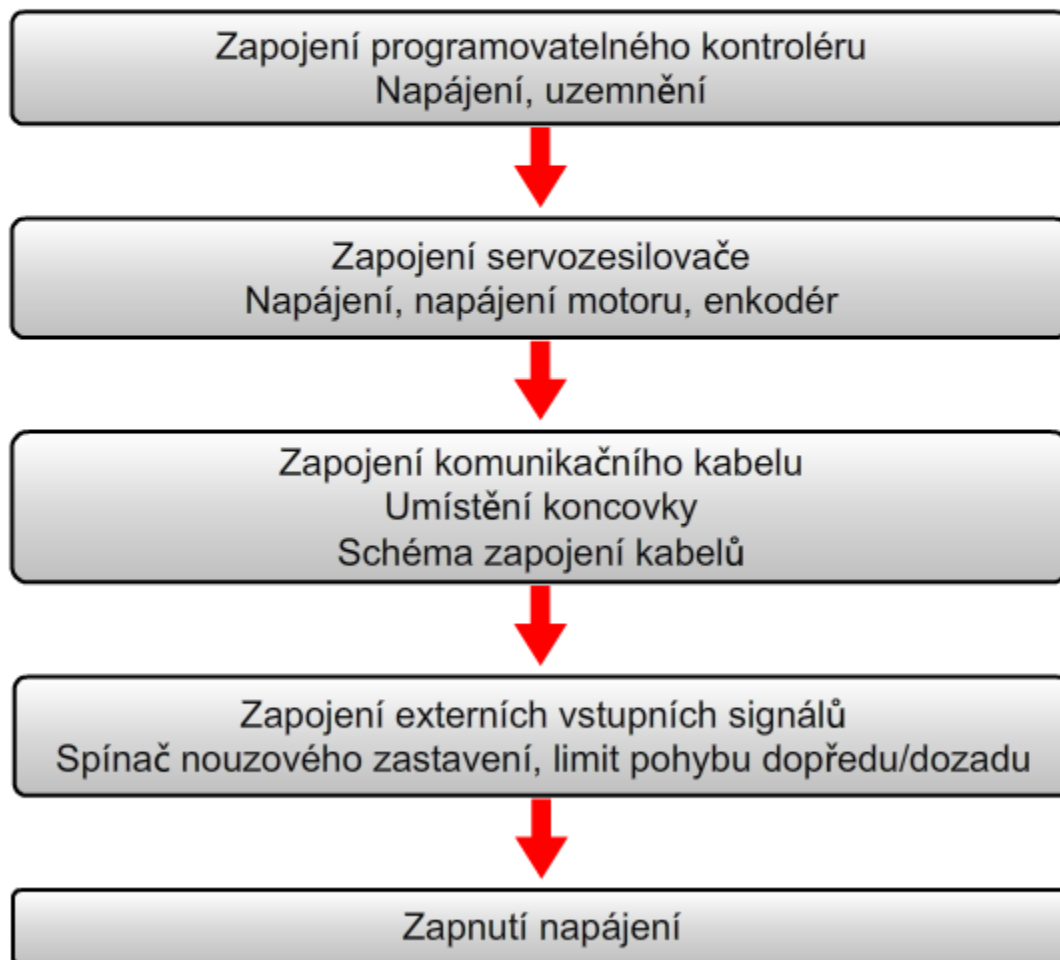 Zapojení programovatelného kontroléru
Napájení, uzemnění
Zapojení servozesilovače
Napájení, napájení motoru, enkodér
Zapojení komunikačního kabelu
Umístění koncovky
Schéma zapojení kabelů
Zapojení externích vstupních signálů
Spínač nouzového zastavení, limit pohybu dopředu/dozadu
Zapnutí napájení